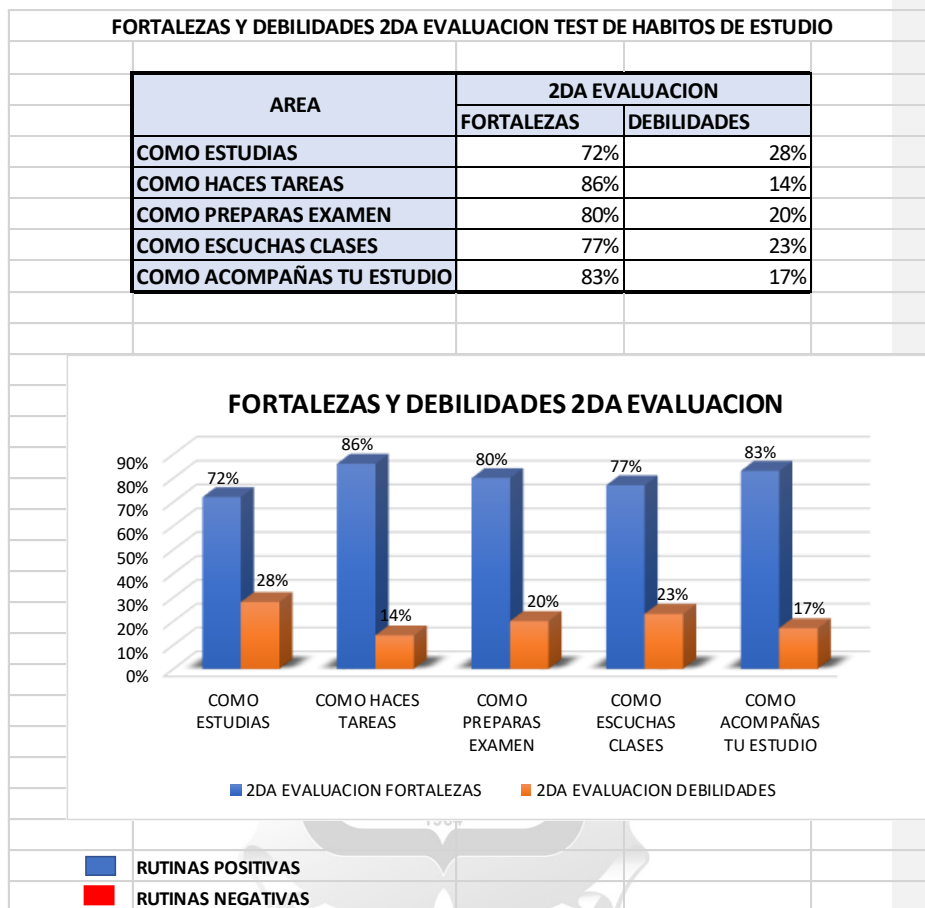 FORTALEZAS Y DEBILIDADES 2DA EVALUACION TEST DE HABITOS DE ESTUDIO
AREA
2DA EVALUACION
FORTALEZAS DEBILIDADES
COMO ESTUDIAS 72% 28%
COMO HACES TAREAS 86% 14%
COMO PREPARAS EXAMEN 80% 20%
COMO ESCUCHAS CLASES 77% 23%
COMO ACOMPAÑAS TU ESTUDIO 83% 17%
FORTALEZAS Y DEBILIDADES 2DA EVALUACION
90%
80%
70%
60%
50%
40%
30%
20%
10%
0%
72% 28%
86% 14%
80% 20%
77% 23%
83% 17%
COMO
ESTUDIAS
COMO HACES
TAREAS
COMO
PREPARAS
EXAMEN
COMO
ESCUCHAS
CLASES
COMO
ACOMPAÑAS
TU ESTUDIO
2DA EVALUACION FORTALEZAS 2DA EVALUACION DEBILIDADES
RUTINAS POSITIVAS
RUTINAS NEGATIVAS